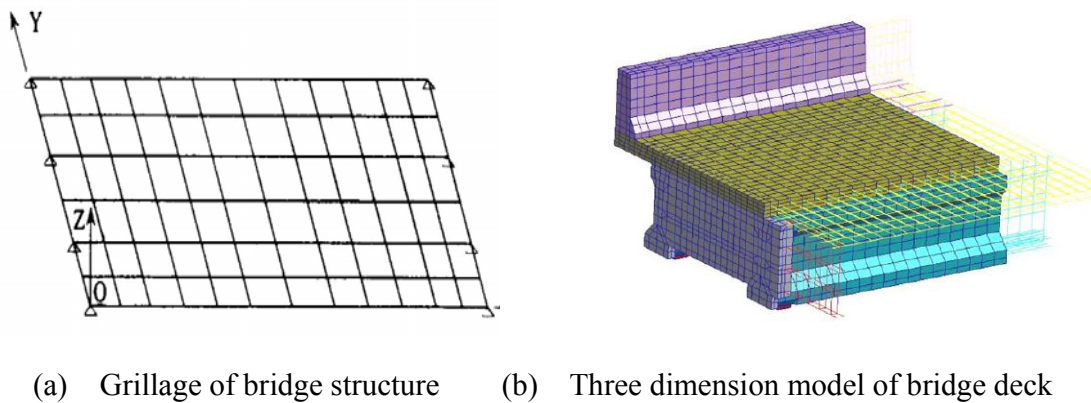 Y
Z
O
(a) Grillage of bridge structure (b) Three dimension model of bridge deck